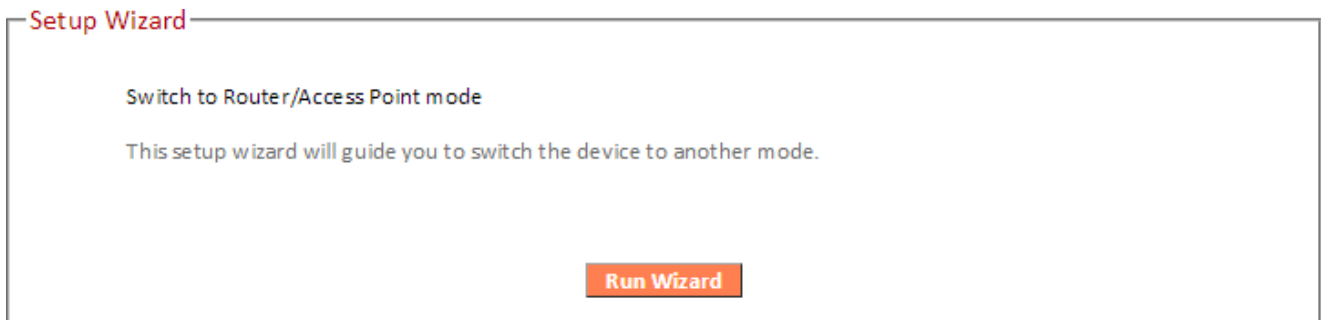 Setup Wizard
Switch to Router/Access Point mode
This setup wizard will guide you to switch the device to another mode.
Run Wizard